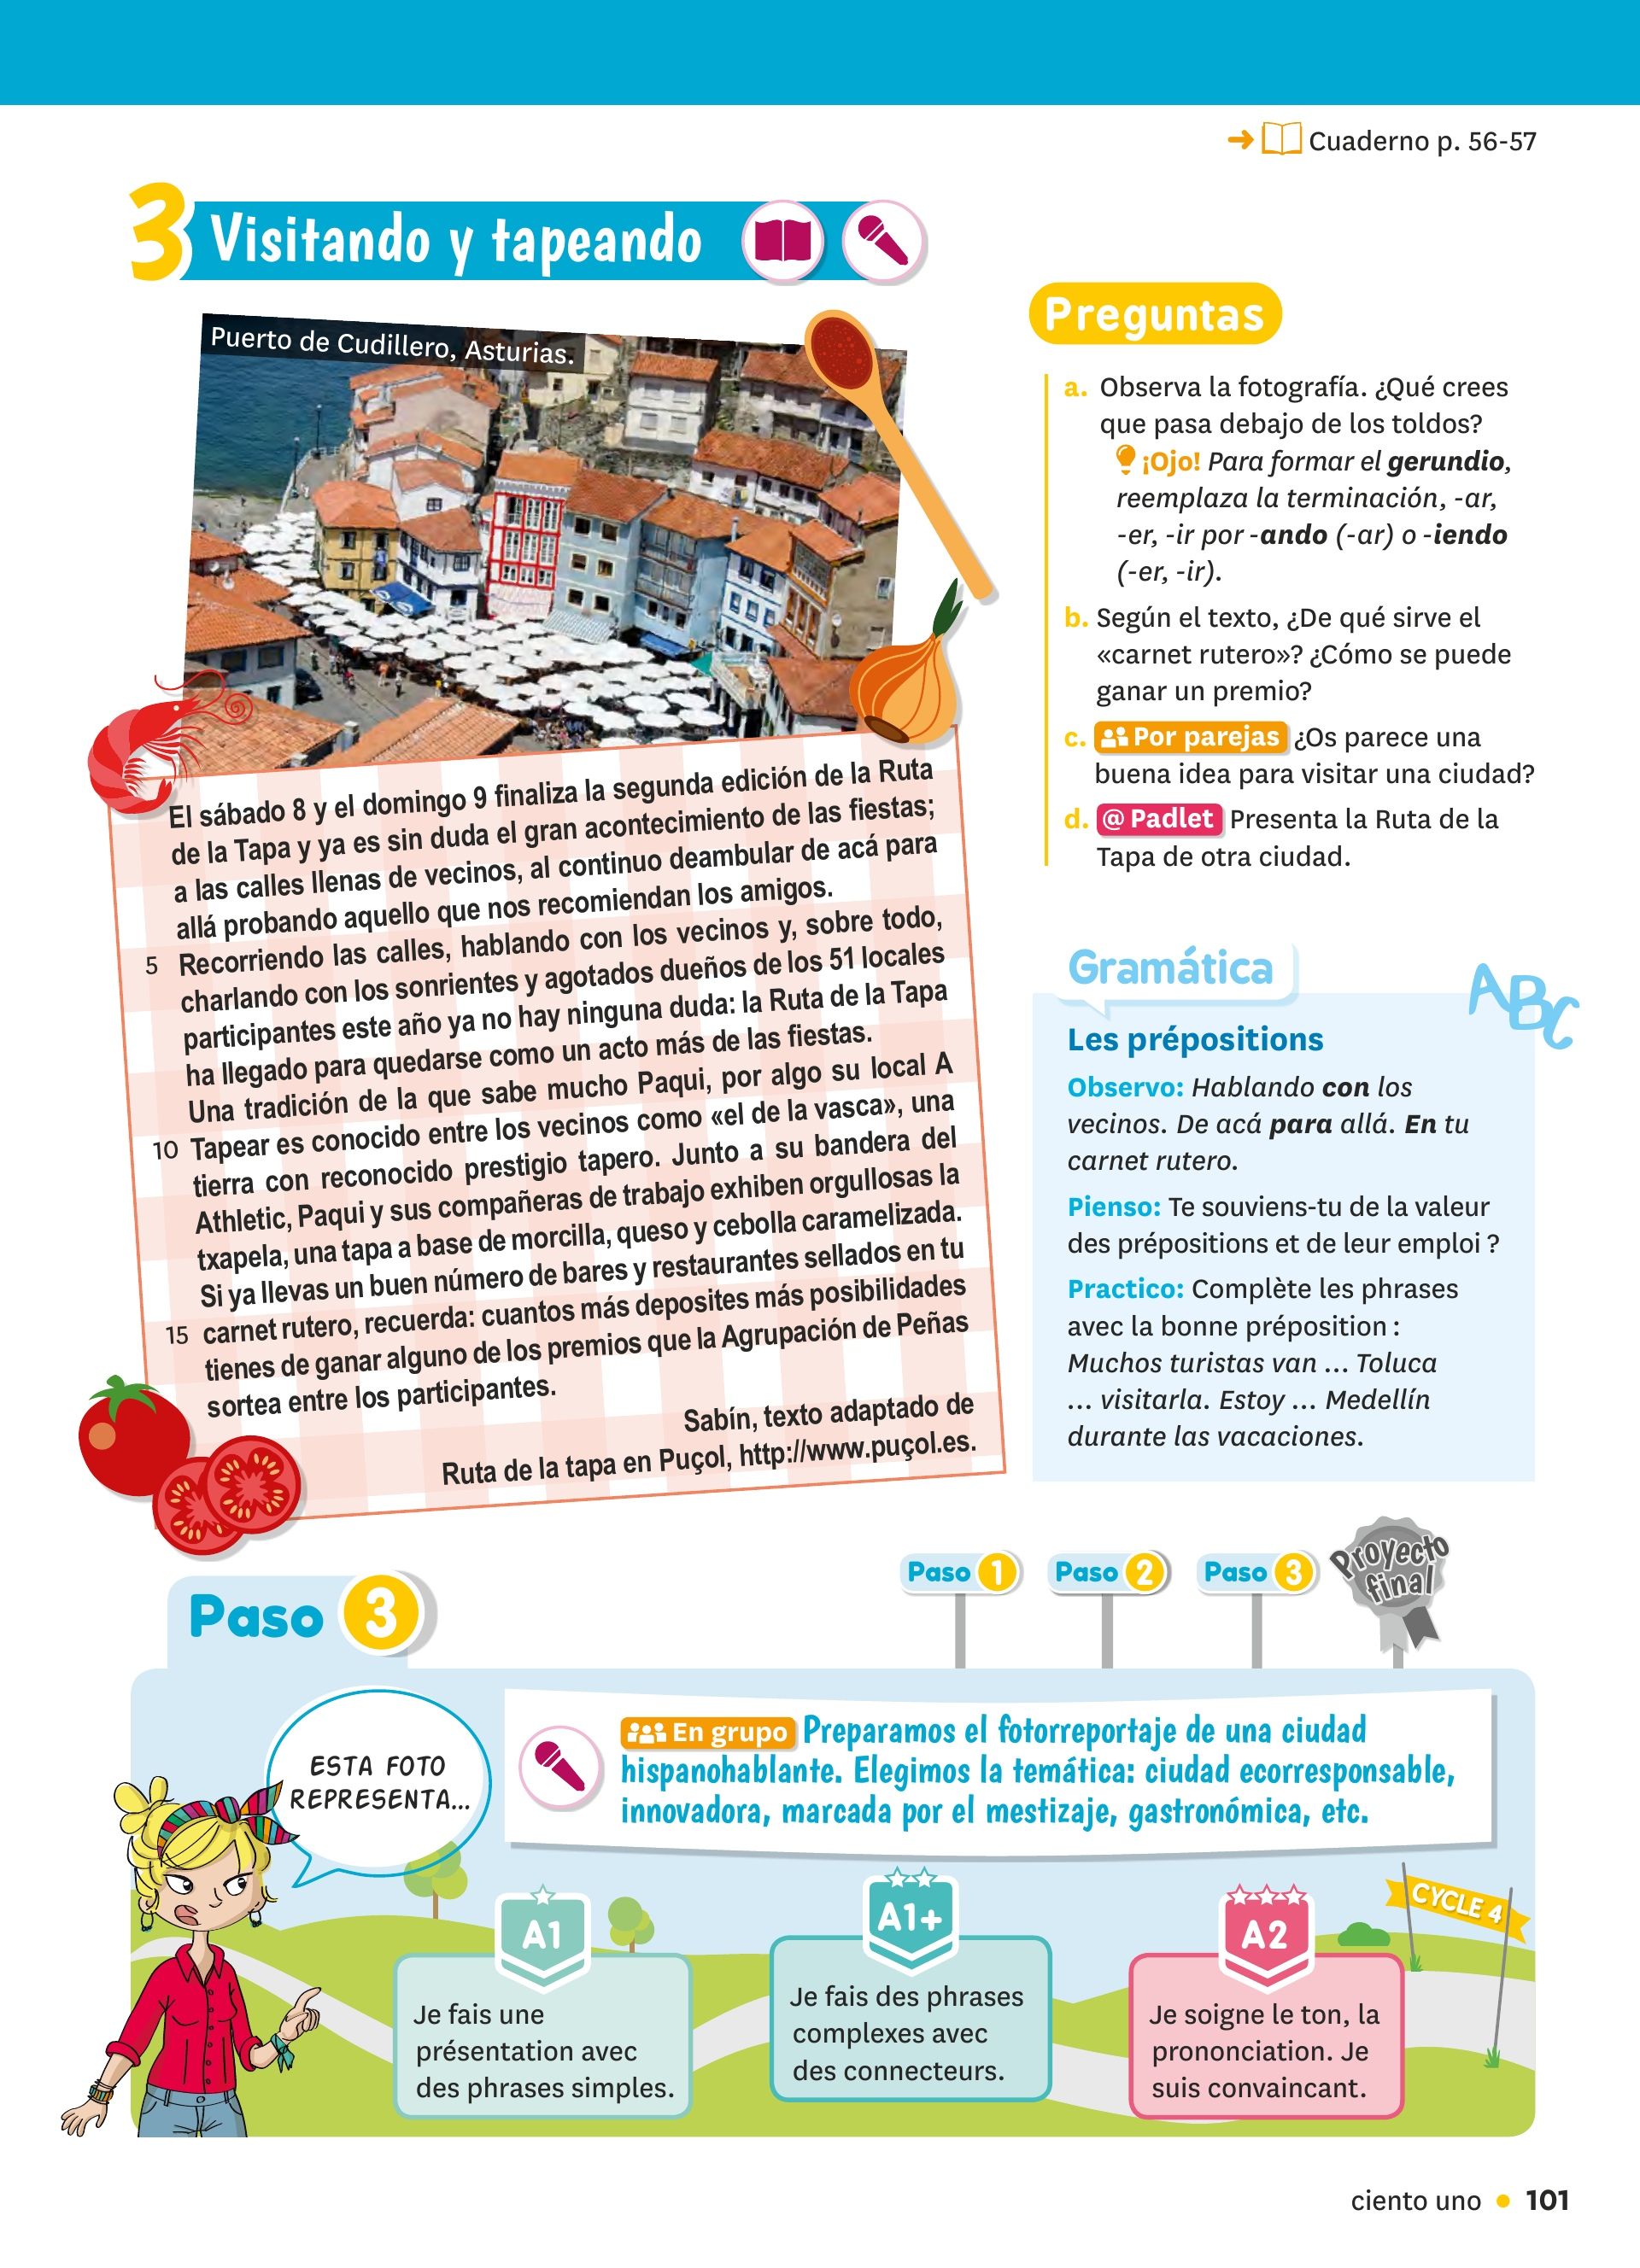 Cuaderno p. 56-57
3 Visitando y tapeando
Puerto de Cudillero, Asturias.
El sábado 8 y el domingo 9 finaliza la segunda edición de la Ruta
de la Tapa y ya es sin duda el gran acontecimiento de las fiestas;
a las calles llenas de vecinos, al continuo deambular de acá para
allá probando aquello que nos recomiendan los amigos.
5 Recorriendo las calles, hablando con los vecinos y, sobre todo,
charlando con los sonrientes y agotados dueños de los 51 locales
participantes este año ya no hay ninguna duda: la Ruta de la Tapa
ha llegado para quedarse como un acto más de las fiestas.
Una tradición de la que sabe mucho Paqui, por algo su local A
10 Tapear es conocido entre los vecinos como «el de la vasca», una
tierra con reconocido prestigio tapero. Junto a su bandera del
Athletic, Paqui y sus compañeras de trabajo exhiben orgullosas la
txapela, una tapa a base de morcilla, queso y cebolla caramelizada.
Si ya llevas un buen número de bares y restaurantes sellados en tu
15 carnet rutero, recuerda: cuantos más deposites más posibilidades
tienes de ganar alguno de los premios que la Agrupación de Peñas
sortea entre los participantes.
Sabín, texto adaptado de
Ruta de la tapa en Puçol, http://www.puçol.es.
Preguntas
a. Observa la fotografía. ¿Qué crees
que pasa debajo de los toldos?
¡Ojo! Para formar el gerundio,
reemplaza la terminación, -ar,
-er, -ir por -ando (-ar) o -iendo
(-er, -ir).
b. Según el texto, ¿De qué sirve el
«carnet rutero»? ¿Cómo se puede
ganar un premio?
c. Por parejas ¿Os parece una
buena idea para visitar una ciudad?
d. @ Padlet Presenta la Ruta de la
Tapa de otra ciudad.
Gramática
ABC
Les prépositions
Observo: Hablando con los
vecinos. De acá para allá. En tu
carnet rutero.
Pienso: Te souviens-tu de la valeur
des prépositions et de leur emploi ?
Practico: Complète les phrases
avec la bonne préposition :
Muchos turistas van ... Toluca
... visitarla. Estoy ... Medellín
durante las vacaciones.
Paso 1
Paso 2
Paso 3
Proyecto
final
Paso 3
ESTA FOTO
REPRESENTA...
En grupo Preparamos el fotorreportaje de una ciudad
hispanohablante. Elegimos la temática: ciudad ecorresponsable,
innovadora, marcada por el mestizaje, gastronómica, etc.
A1
Je fais une
présentation avec
des phrases simples.
A1+
Je fais des phrases
complexes avec
des connecteurs.
A2
Je soigne le ton, la
prononciation. Je
suis convaincant.
CYCLE 4
ciento uno • 101